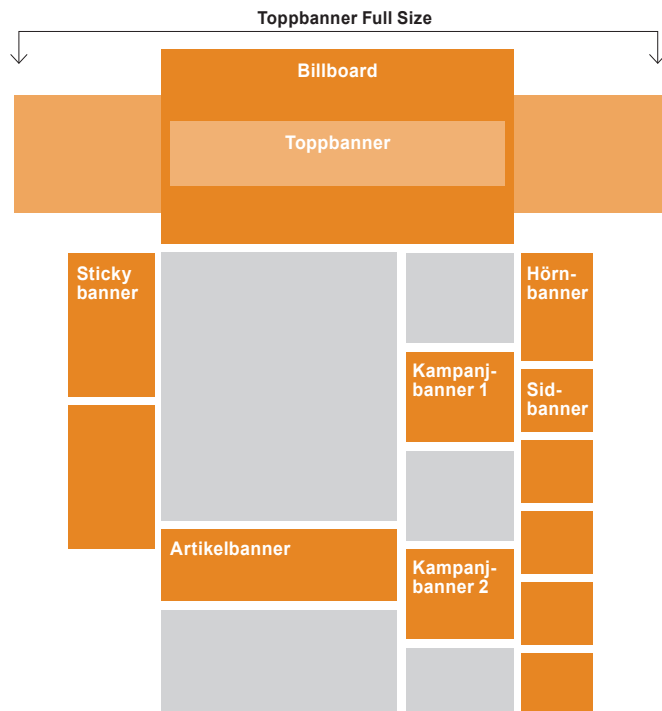 Toppbanner Full Size
Billboard
Toppbanner
Sticky
banner
Hörn-
banner
Kampanj-
banner 1
Sid-
banner
Artikelbanner
Kampanj-
banner 2